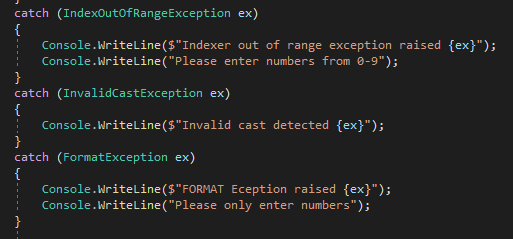 catch (IndexOutOfRangeException ex)
{
Console.WriteLine($"Indexer out of range exception raised {ex}");
Console.WriteLine("Please enter numbers from 0-9");
}
catch (InvalidCastException ex)
{
Console.WriteLine($"Invalid cast detected {ex}");
}
catch (FormatException ex)
{
Console.WriteLine($"FORMAT Eception raised {ex}");
Console.WriteLine("Please only enter numbers");
}